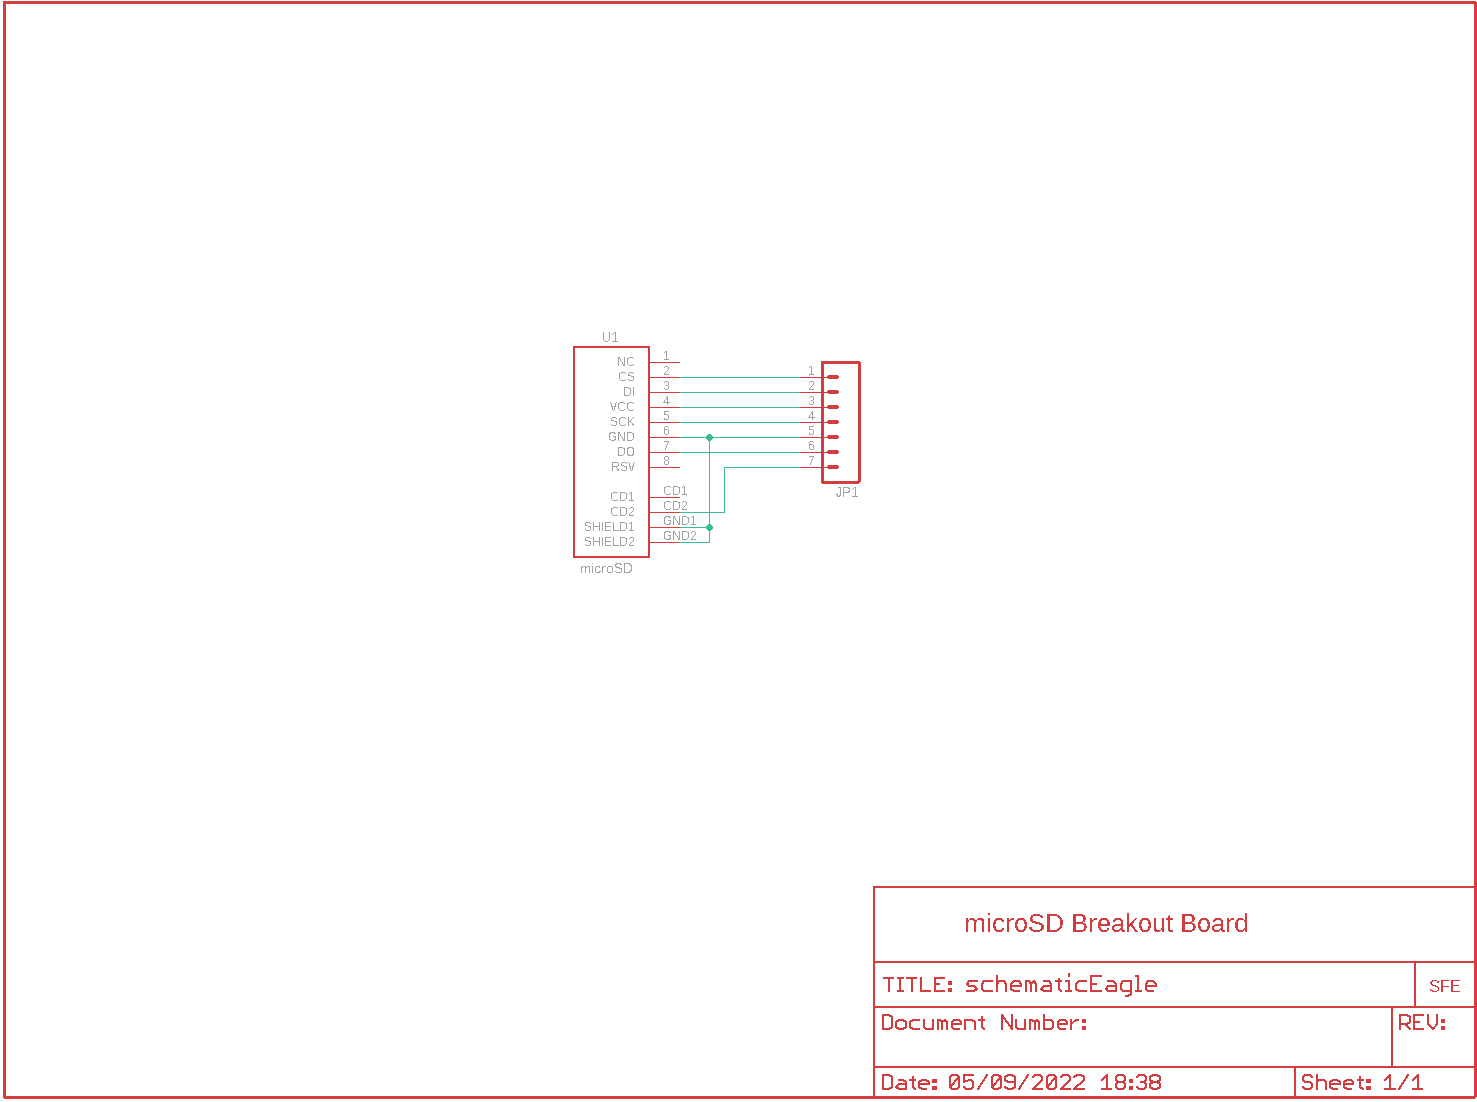 U1
NC 1
CS 2 1
DI 3 2
VCC 4 3
SCK 5 4
GND 6 5
DO 7 6
RSV 8 7
CD1 CD1
JP1
CD2 CD2
SHIELD1 GND1
SHIELD2 GND2
microSD
microSD Breakout Board
TITLE: schematicEagle
SFE
Document Number:
REV:
Date: 05/09/2022 18:38
Sheet: 1/1